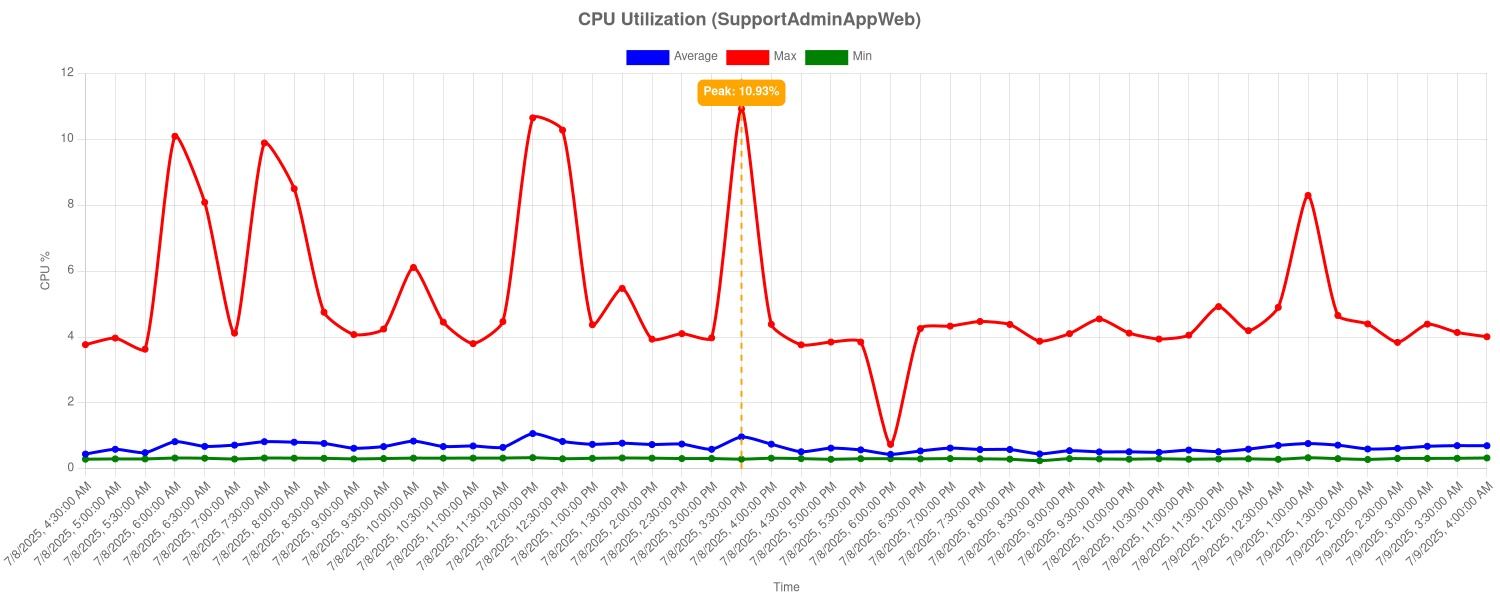 CPU Utilization (SupportAdminAppWeb)
Average Max Min
Peak: 10.93%
12
10
8
6
4
2
0
CPU %
7/8/2025, 4:30:00 AM
7/8/2025, 5:00:00 AM
7/8/2025, 5:30:00 AM
7/8/2025, 6:00:00 AM
7/8/2025, 6:30:00 AM
7/8/2025, 7:00:00 AM
7/8/2025, 7:30:00 AM
7/8/2025, 8:00:00 AM
7/8/2025, 8:30:00 AM
7/8/2025, 9:00:00 AM
7/8/2025, 9:30:00 AM
7/8/2025, 10:00:00 AM
7/8/2025, 10:30:00 AM
7/8/2025, 11:00:00 AM
7/8/2025, 11:30:00 AM
7/8/2025, 12:00:00 PM
7/8/2025, 12:30:00 PM
7/8/2025, 1:00:00 PM
7/8/2025, 1:30:00 PM
7/8/2025, 2:00:00 PM
7/8/2025, 2:30:00 PM
7/8/2025, 3:00:00 PM
7/8/2025, 3:30:00 PM
7/8/2025, 4:00:00 PM
7/8/2025, 4:30:00 PM
7/8/2025, 5:00:00 PM
7/8/2025, 5:30:00 PM
7/8/2025, 6:00:00 PM
7/8/2025, 6:30:00 PM
7/8/2025, 7:00:00 PM
7/8/2025, 7:30:00 PM
7/8/2025, 8:00:00 PM
7/8/2025, 8:30:00 PM
7/8/2025, 9:00:00 PM
7/8/2025, 9:30:00 PM
7/8/2025, 10:00:00 PM
7/8/2025, 10:30:00 PM
7/8/2025, 11:00:00 PM
7/8/2025, 11:30:00 PM
7/9/2025, 12:00:00 AM
7/9/2025, 12:30:00 AM
7/9/2025, 1:00:00 AM
7/9/2025, 1:30:00 AM
7/9/2025, 2:00:00 AM
7/9/2025, 2:30:00 AM
7/9/2025, 3:00:00 AM
7/9/2025, 3:30:00 AM
7/9/2025, 4:00:00 AM
Time